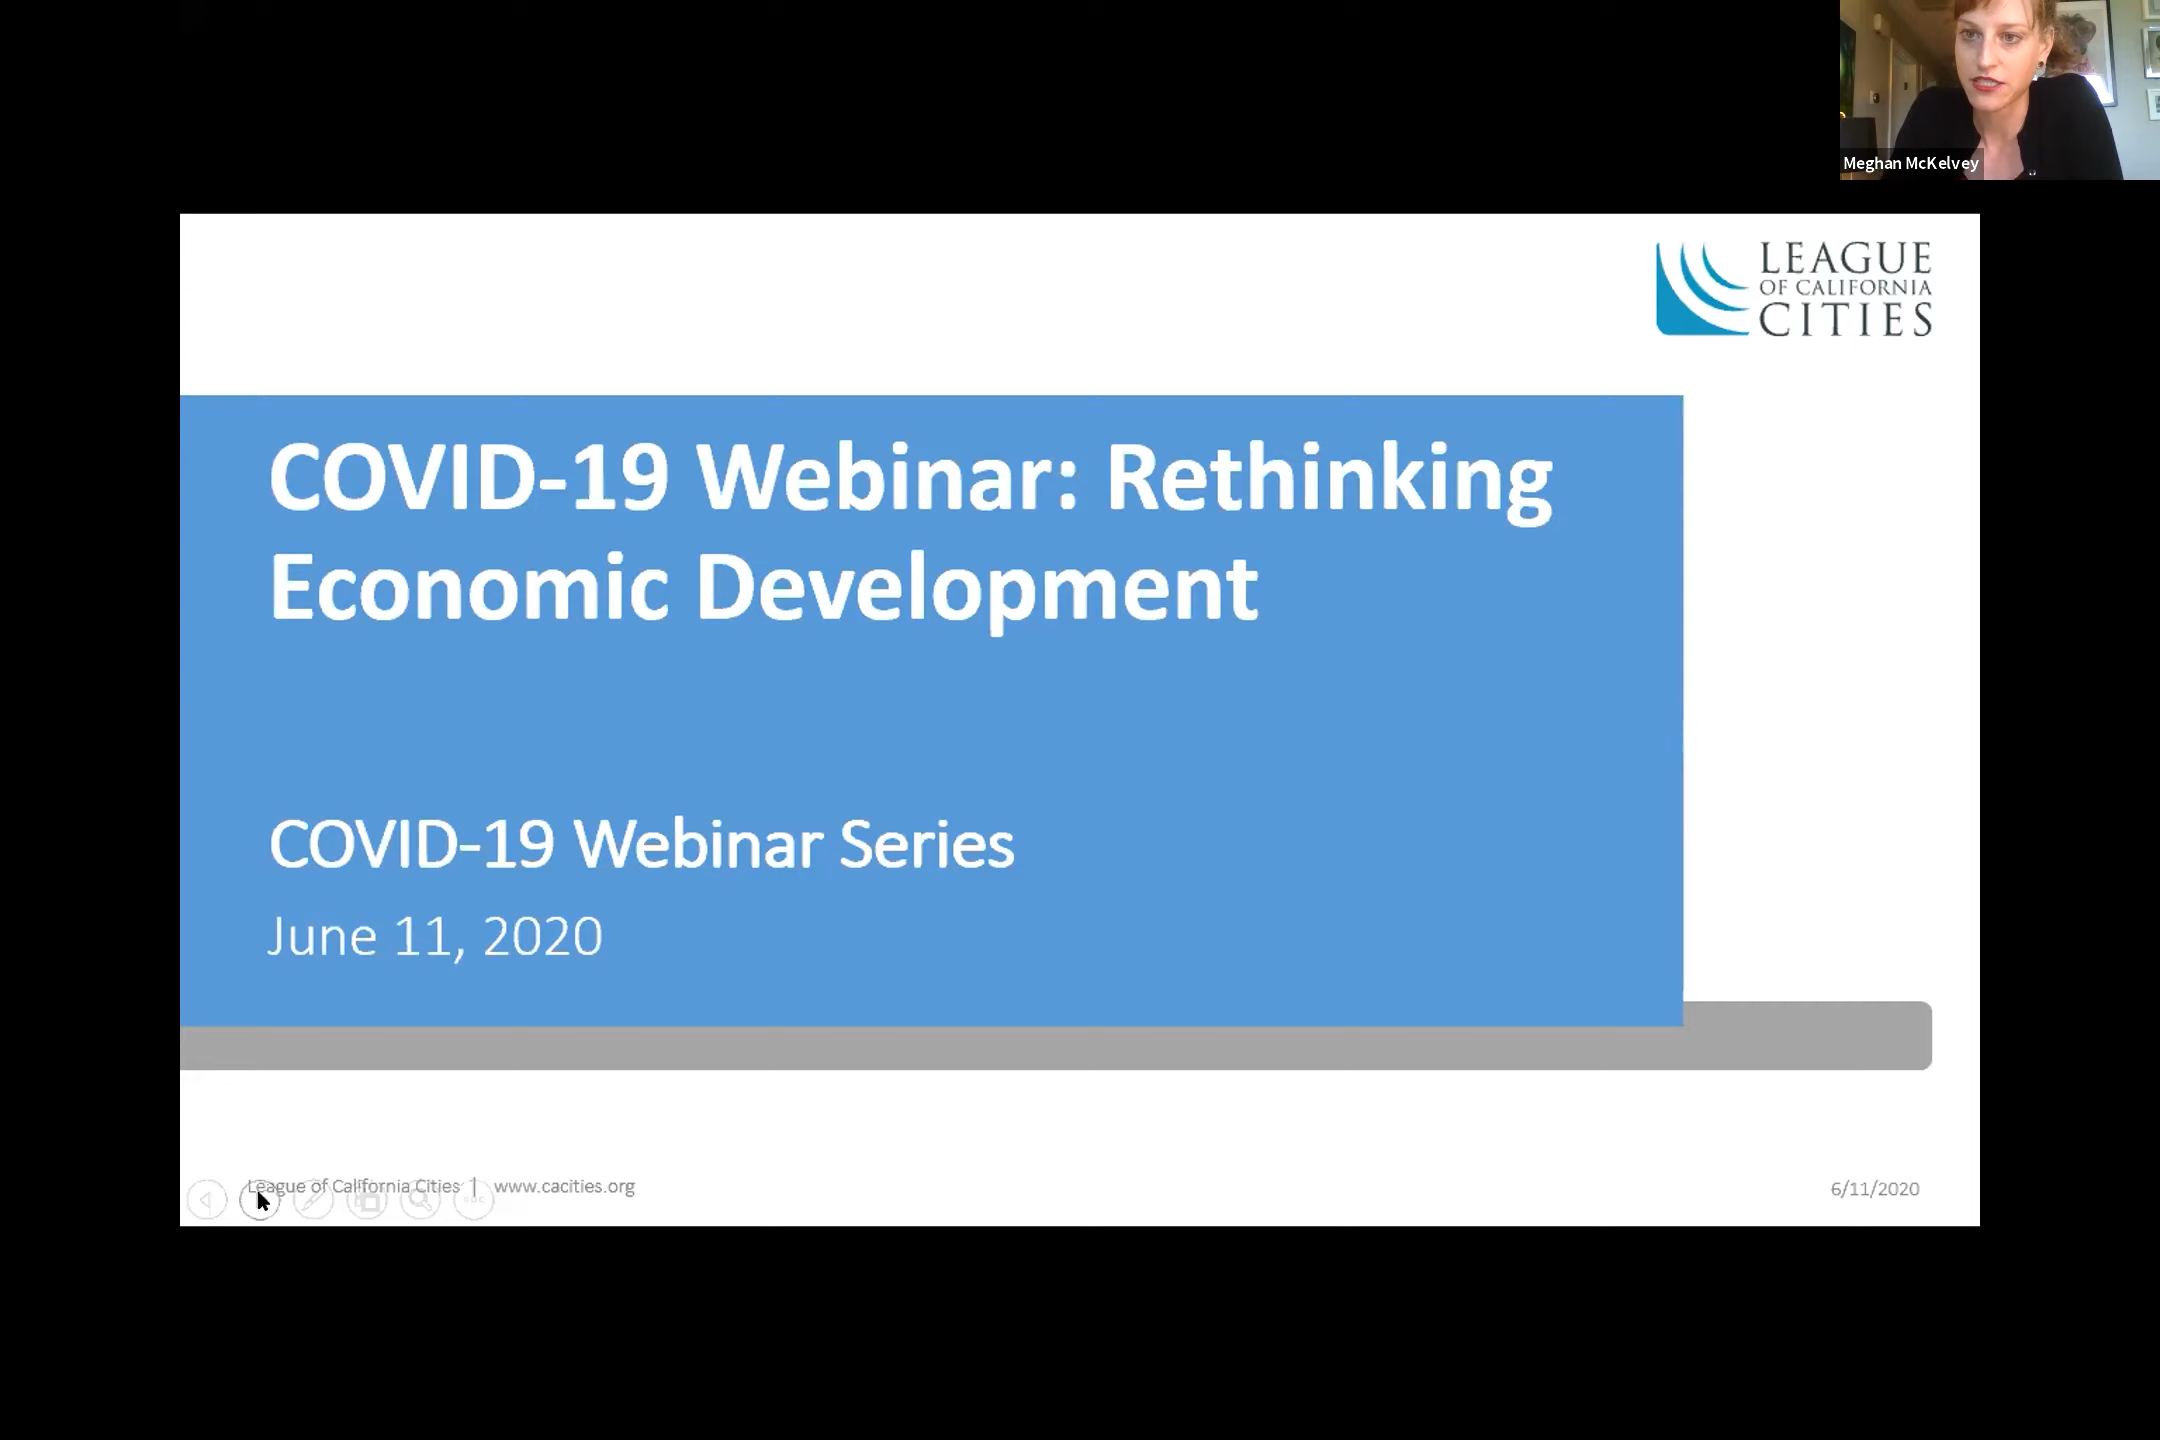 Meghan McKelvey
LEAGUE
OF CALIFORNIA
CITIES
COVID-19 Webinar: Rethinking
Economic Development
COVID-19 Webinar Series
June 11, 2020
League of California Cities | www.cacities.org
6/11/2020